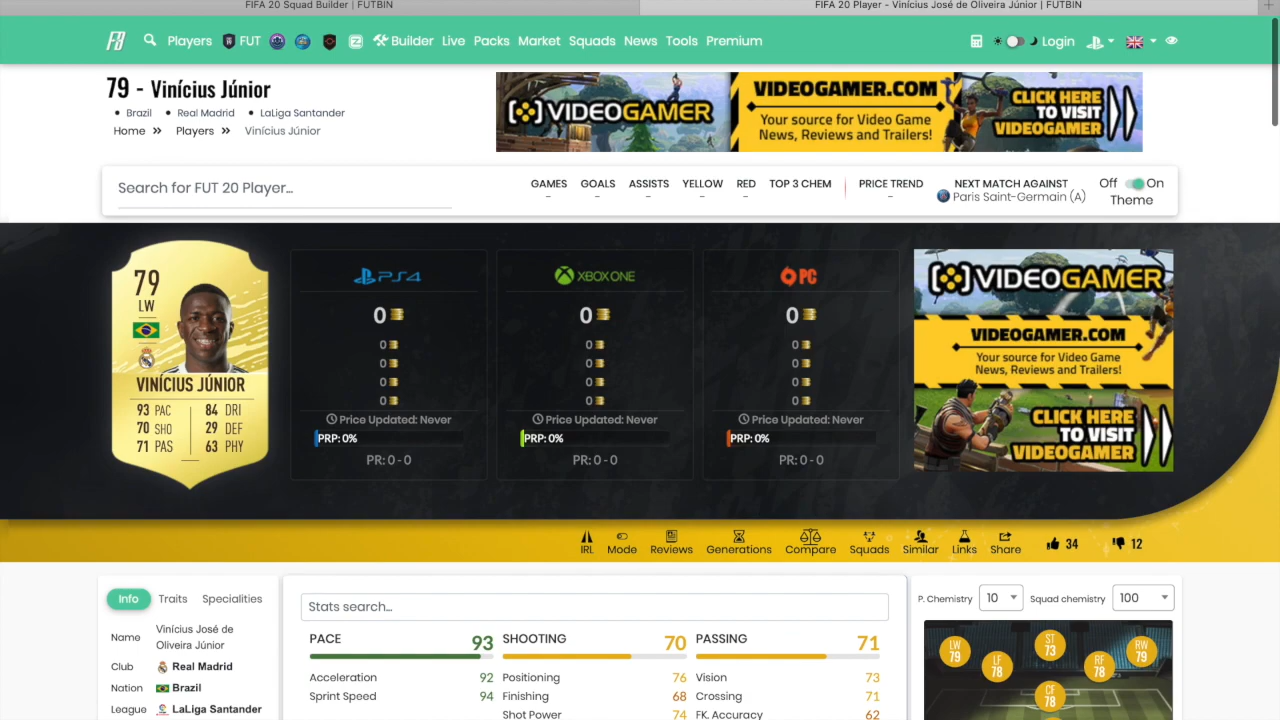 FIFA 20 Squad Builder | FUTBIN
FIFA 20 Player - Vinícius José de Oliveira Júnior | FUTBIN
Players FUT Builder Live Packs Market Squads News Tools Premium Login
79 - Vinícius Júnior
• Brazil • Real Madrid • LaLiga Santander
Home » Players » Vinícius Júnior
VIDEOGAMER
VIDEOGAMER.COM
Your source for Video Game
News, Reviews and Trailers!
CLICK HERE
TO VISIT
VIDEOGAMER
Search for FUT 20 Player...
GAMES GOALS ASSISTS YELLOW RED TOP 3 CHEM PRICE TREND NEXT MATCH AGAINST
- - - - - - Paris Saint-Germain (A)
Off On
Theme
79
LW
VINÍCIUS JÚNIOR
93 PAC 84 DRI
70 SHO 29 DEF
71 PAS 63 PHY
PS4
0
0
0
0
0
Price Updated: Never
PRP: 0%
PR: 0 - 0
XBOX ONE
0
0
0
0
0
Price Updated: Never
PRP: 0%
PR: 0 - 0
PC
0
0
0
0
0
Price Updated: Never
PRP: 0%
PR: 0 - 0
VIDEOGAMER
VIDEOGAMER.COM
Your source for Video Game
News, Reviews and Trailers!
CLICK HERE
TO VISIT
VIDEOGAMER
IRL Mode Reviews Generations Compare Squads Similar Links Share 34 12
Info Traits Specialities
Name Vinícius José de
Oliveira Júnior
Club Real Madrid
Nation Brazil
League LaLiga Santander
Stats search...
PACE 93
Acceleration 92
Sprint Speed 94
SHOOTING 70
Positioning 76
Finishing 68
Shot Power 74
PASSING 71
Vision 73
Crossing 71
FK. Accuracy 62
P. Chemistry 10 Squad chemistry 100
LW
79
ST
73
RW
79
LF
78
RF
78
CF
78